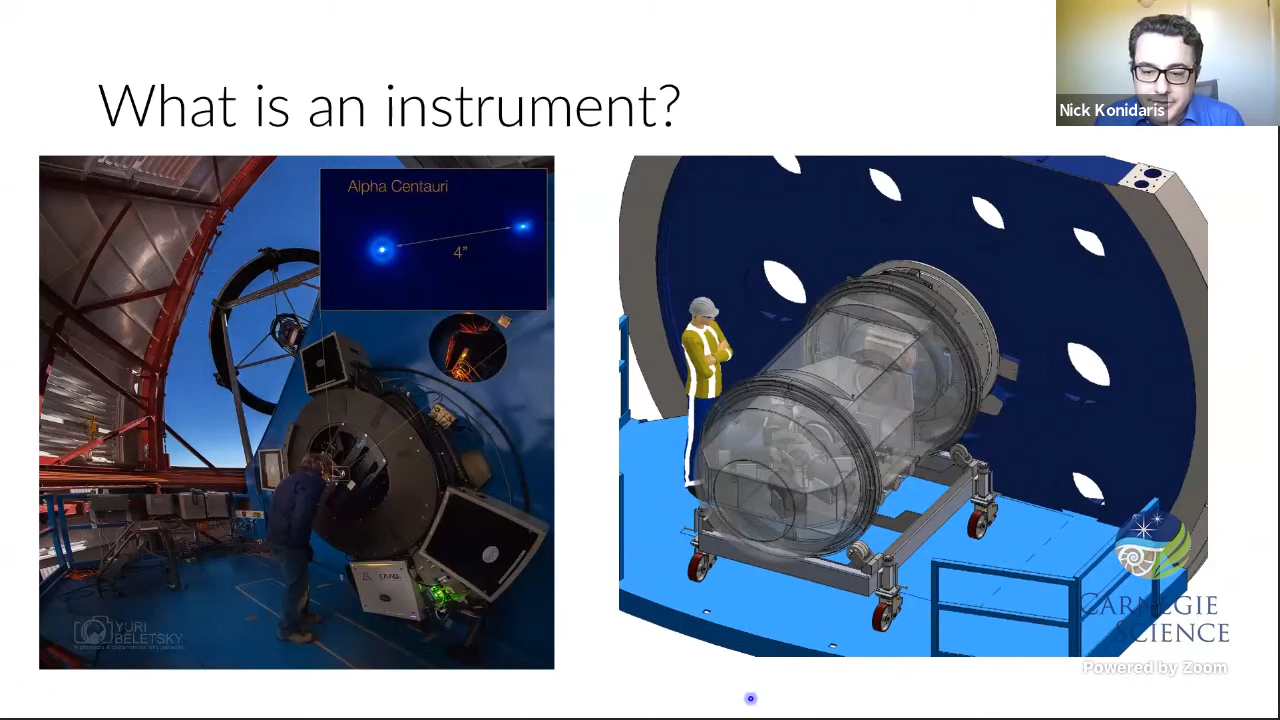 What is an instrument?
Nick Konidaris
Alpha Centauri
4"
YURI
BELETSKY
CARNEGIE
SCIENCE
Powered by Zoom